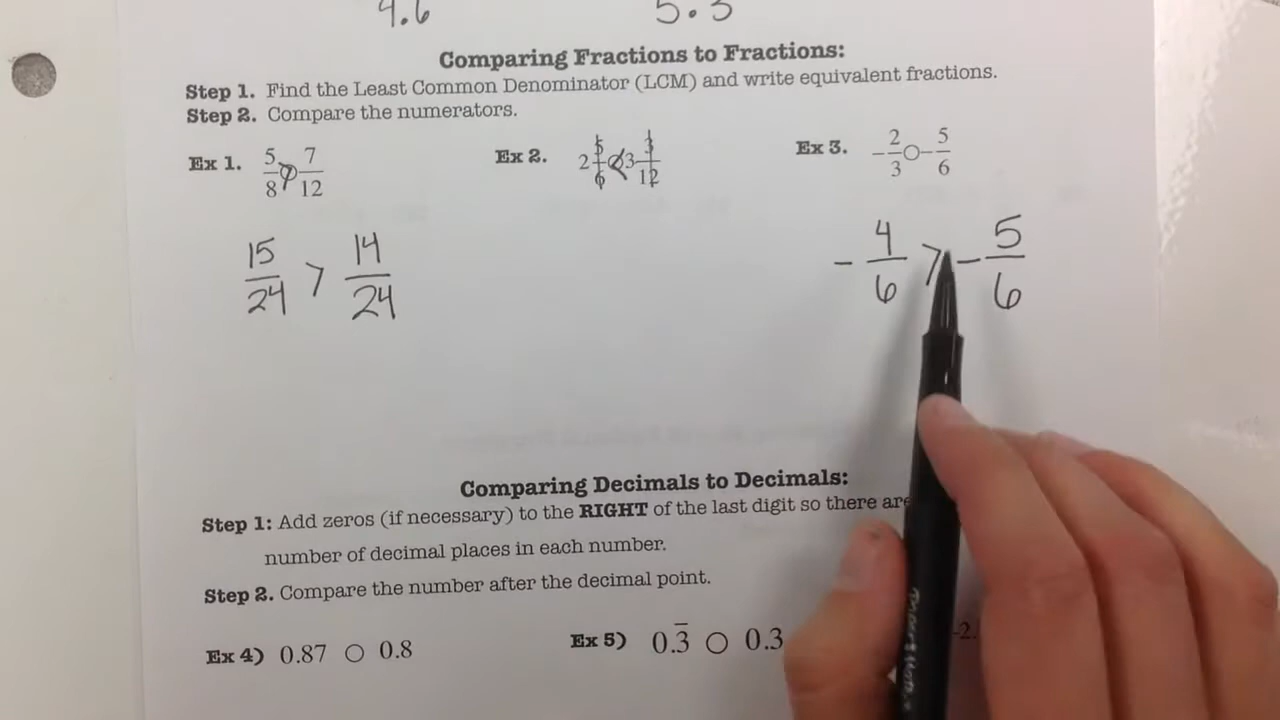 4.6 5.3
Comparing Fractions to Fractions:
Step 1. Find the Least Common Denominator (LCM) and write equivalent fractions.
Step 2. Compare the numerators.
Ex 1. 5/8 > 7/12 Ex 2. 2 5/6 < 3 1/12 Ex 3. -2/3 ○ -5/6
15/24 > 14/24 -4/6 > -5/6
Comparing Decimals to Decimals:
Step 1: Add zeros (if necessary) to the RIGHT of the last digit so there are
number of decimal places in each number.
Step 2. Compare the number after the decimal point.
Ex 4) 0.87 ○ 0.8 Ex 5) 0.3̅ ○ 0.3 -2.